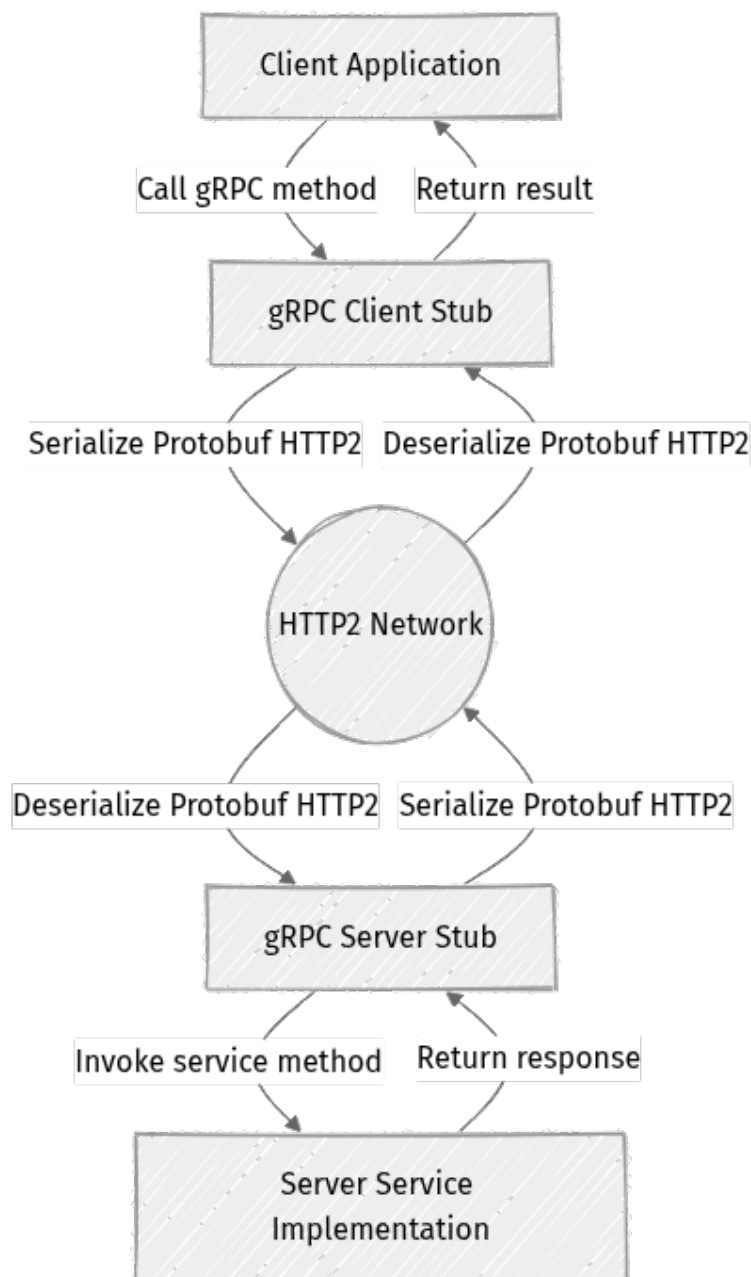 Client Application
Call gRPC method
Return result
gRPC Client Stub
Serialize Protobuf HTTP2
Deserialize Protobuf HTTP2
HTTP2 Network
Deserialize Protobuf HTTP2
Serialize Protobuf HTTP2
gRPC Server Stub
Invoke service method
Return response
Server Service
Implementation